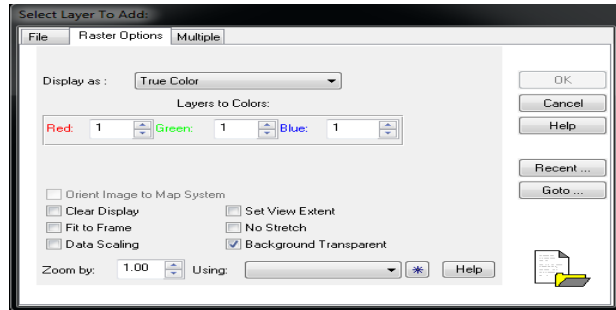 Select Layer To Add:
File Raster Options Multiple
Display as : True Color OK
Layers to Colors: Cancel
Red: 1 Green: 1 Blue: 1 Help
Recent ...
Orient Image to Map System Goto ...
Clear Display Set View Extent
Fit to Frame No Stretch
Data Scaling Background Transparent
Zoom by: 1.00 Using: Help